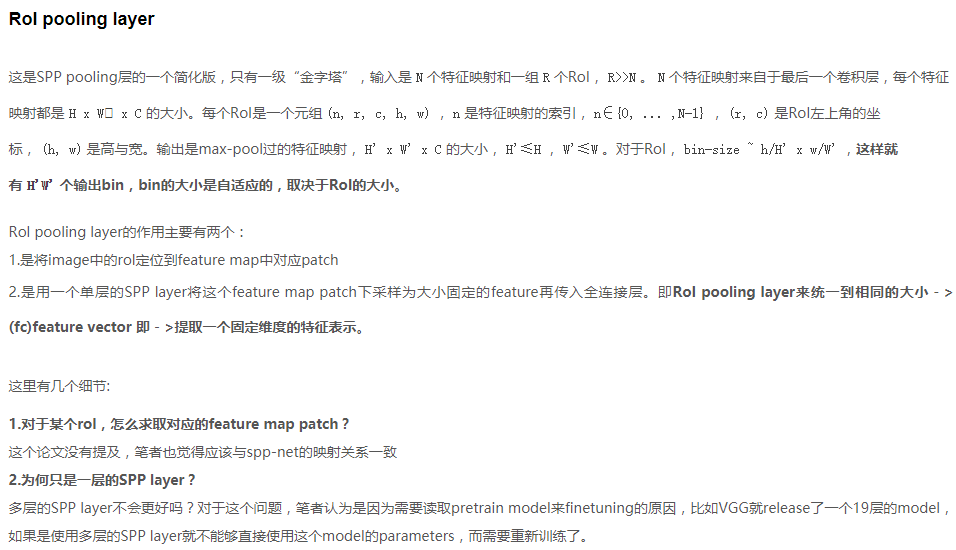 RoI pooling layer
这是SPP pooling层的一个简化版，只有一级“金字塔”，输入是 N 个特征映射和一组 R 个RoI， R>>N 。 N 个特征映射来自于最后一个卷积层，每个特征
映射都是 H x W x C 的大小。每个RoI是一个元组 (n, r, c, h, w) ， n 是特征映射的索引， n∈{0, ... ,N-1} ， (r, c) 是RoI左上角的坐
标， (h, w) 是高与宽。输出是max-pool过的特征映射， H' x W' x C 的大小， H'≤H ， W'≤W 。对于RoI， bin-size ~ h/H' x w/W' ，这样就
有 H'W' 个输出bin，bin的大小是自适应的，取决于RoI的大小。
RoI pooling layer的作用主要有两个：
1.是将image中的rol定位到feature map中对应patch
2.是用一个单层的SPP layer将这个feature map patch下采样为大小固定的feature再传入全连接层。即RoI pooling layer来统一到相同的大小－>
(fc)feature vector 即－>提取一个固定维度的特征表示。
这里有几个细节:
1.对于某个rol，怎么求取对应的feature map patch？
这个论文没有提及，笔者也觉得应该与spp-net的映射关系一致
2.为何只是一层的SPP layer？
多层的SPP layer不会更好吗？对于这个问题，笔者认为是因为需要读取pretrain model来finetuning的原因，比如VGG就release了一个19层的model，
如果是使用多层的SPP layer就不能够直接使用这个model的parameters，而需要重新训练了。